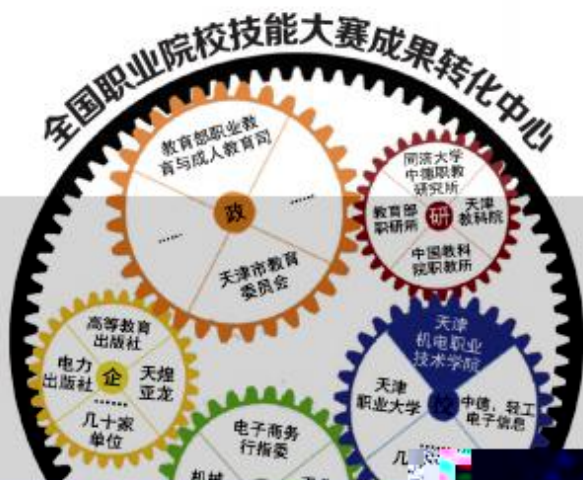 全国职业院校技能大赛成果转化中心
教育部职业教
育与成人教育司
......
政
......
天津市教育
委员会
同济大学
中德职教
研究所
教育部
职研所
研
天津
教科院
中国教科
院职教所
高等教育
出版社
电力
出版社
企
天煌
亚龙
......
几十家
单位
天津
机电职业
技术学院
天津
职业大学
校
中德、轻工
电子信息
......
几
电子商务
行指委
机械